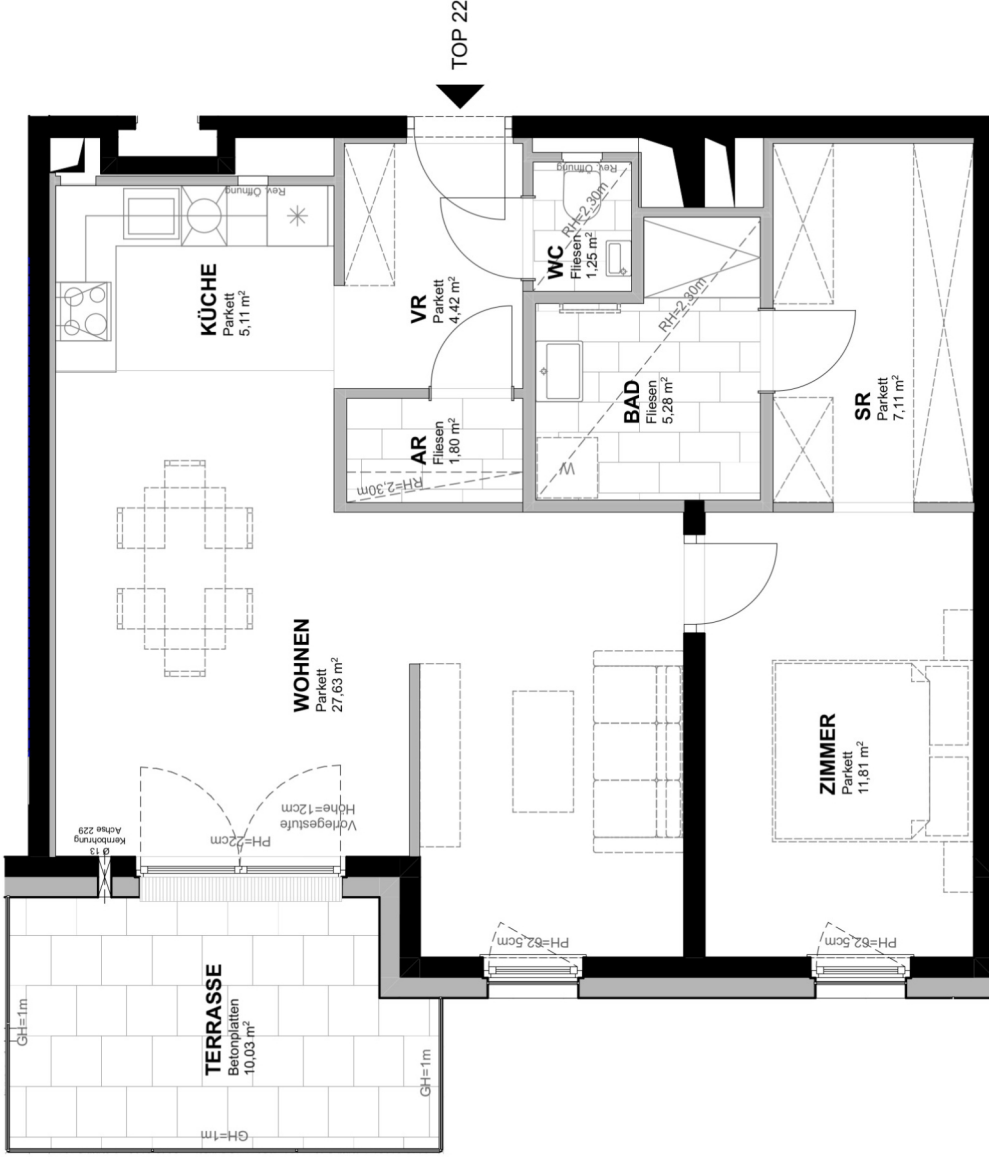 TOP 22
KÜCHE
Parkett
5,11 m²
Rev. Öffnung
VR
Parkett
4,42 m²
WC
Fliesen
1,25 m²
RH=2,30m
Rev. Öffnung
AR
Fliesen
1,80 m²
RH=2,30m
BAD
Fliesen
5,28 m²
RH=2,30m
W
SR
Parkett
7,11 m²
WOHNEN
Parkett
27,63 m²
ZIMMER
Parkett
11,81 m²
Kernbohrung
Ø 13
Achse 229
PH=22cm
Vorlegestufe
Höhe=12cm
PH=62,5cm
PH=62,5cm
TERRASSE
Betonplatten
10,03 m²
GH=1m
GH=1m
GH=1m